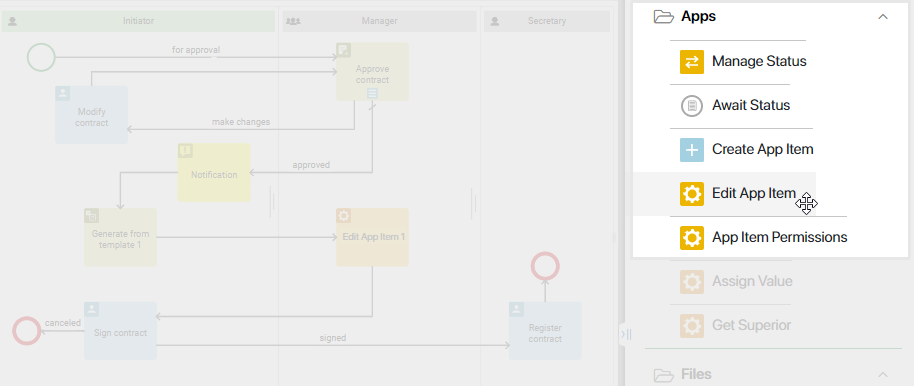 Initiator
Manager
Secretary
for approval
Approve
contract
Modify
contract
make changes
Notification
approved
Generate from
template 1
Edit App Item 1
canceled
Sign contract
signed
Register
contract
Apps
Manage Status
Await Status
Create App Item
Edit App Item
App Item Permissions
Assign Value
Get Superior
Files